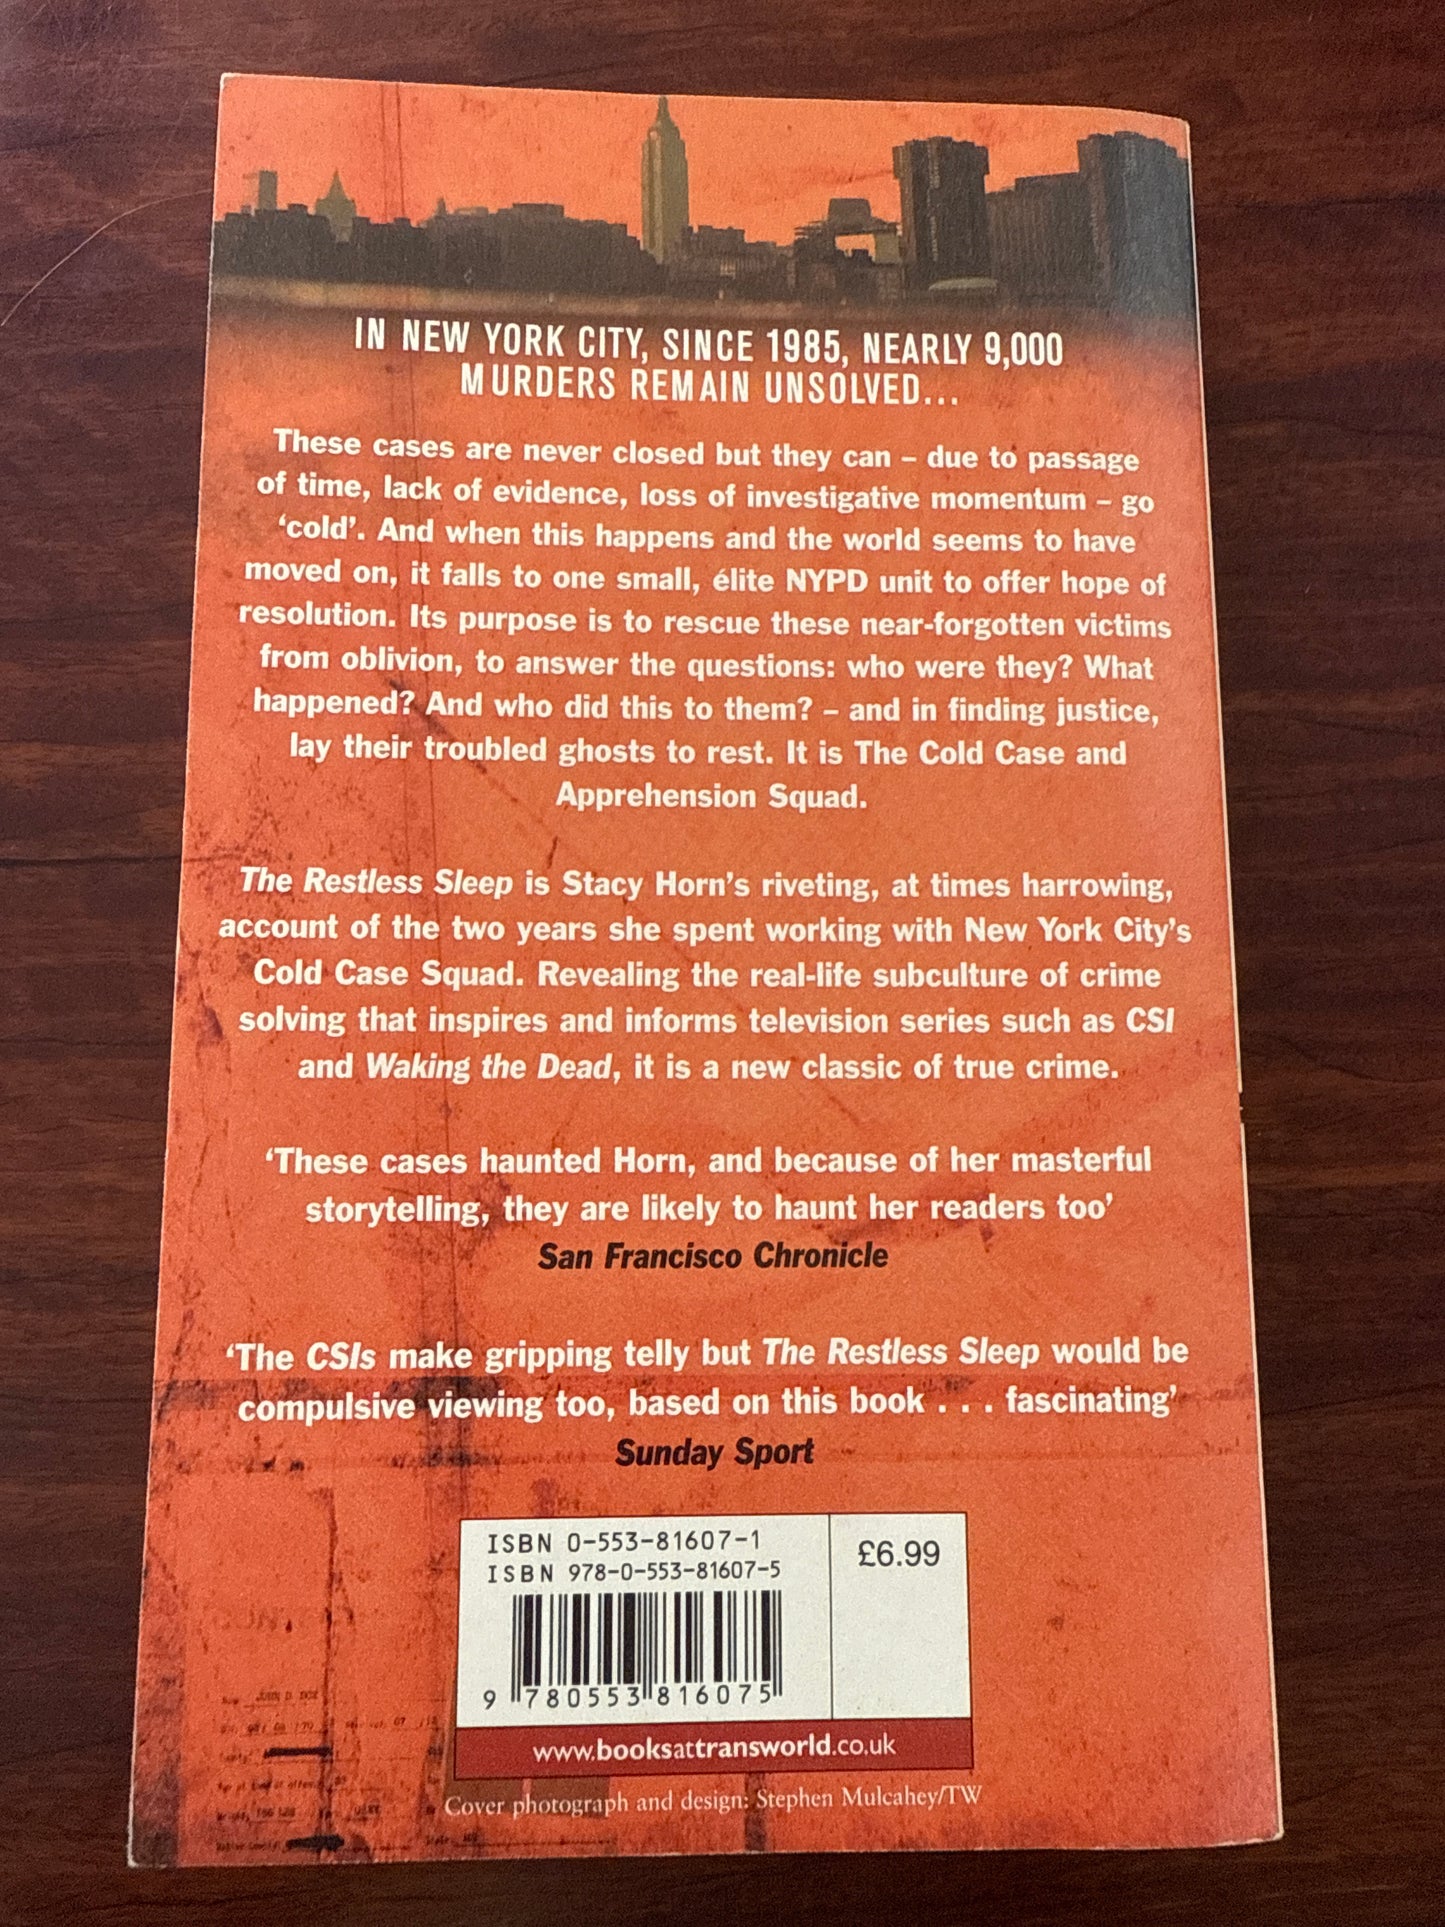 IN NEW YORK CITY, SINCE 1985, NEARLY 9,000
MURDERS REMAIN UNSOLVED...
These cases are never closed but they can – due to passage
of time, lack of evidence, loss of investigative momentum – go
‘cold’. And when this happens and the world seems to have
moved on, it falls to one small, élite NYPD unit to offer hope of
resolution. Its purpose is to rescue these near-forgotten victims
from oblivion, to answer the questions: who were they? What
happened? And who did this to them? – and in finding justice,
lay their troubled ghosts to rest. It is The Cold Case and
Apprehension Squad.
The Restless Sleep is Stacy Horn’s riveting, at times harrowing,
account of the two years she spent working with New York City’s
Cold Case Squad. Revealing the real-life subculture of crime
solving that inspires and informs television series such as CSI
and Waking the Dead, it is a new classic of true crime.
‘These cases haunted Horn, and because of her masterful
storytelling, they are likely to haunt her readers too’
San Francisco Chronicle
‘The CSIs make gripping telly but The Restless Sleep would be
compulsive viewing too, based on this book . . . fascinating’
Sunday Sport
ISBN 0-553-81607-1
ISBN 978-0-553-81607-5
£6.99
9 780553 816075
www.booksattransworld.co.uk
Cover photograph and design: Stephen Mulcahey/TW
JOHN D DOE